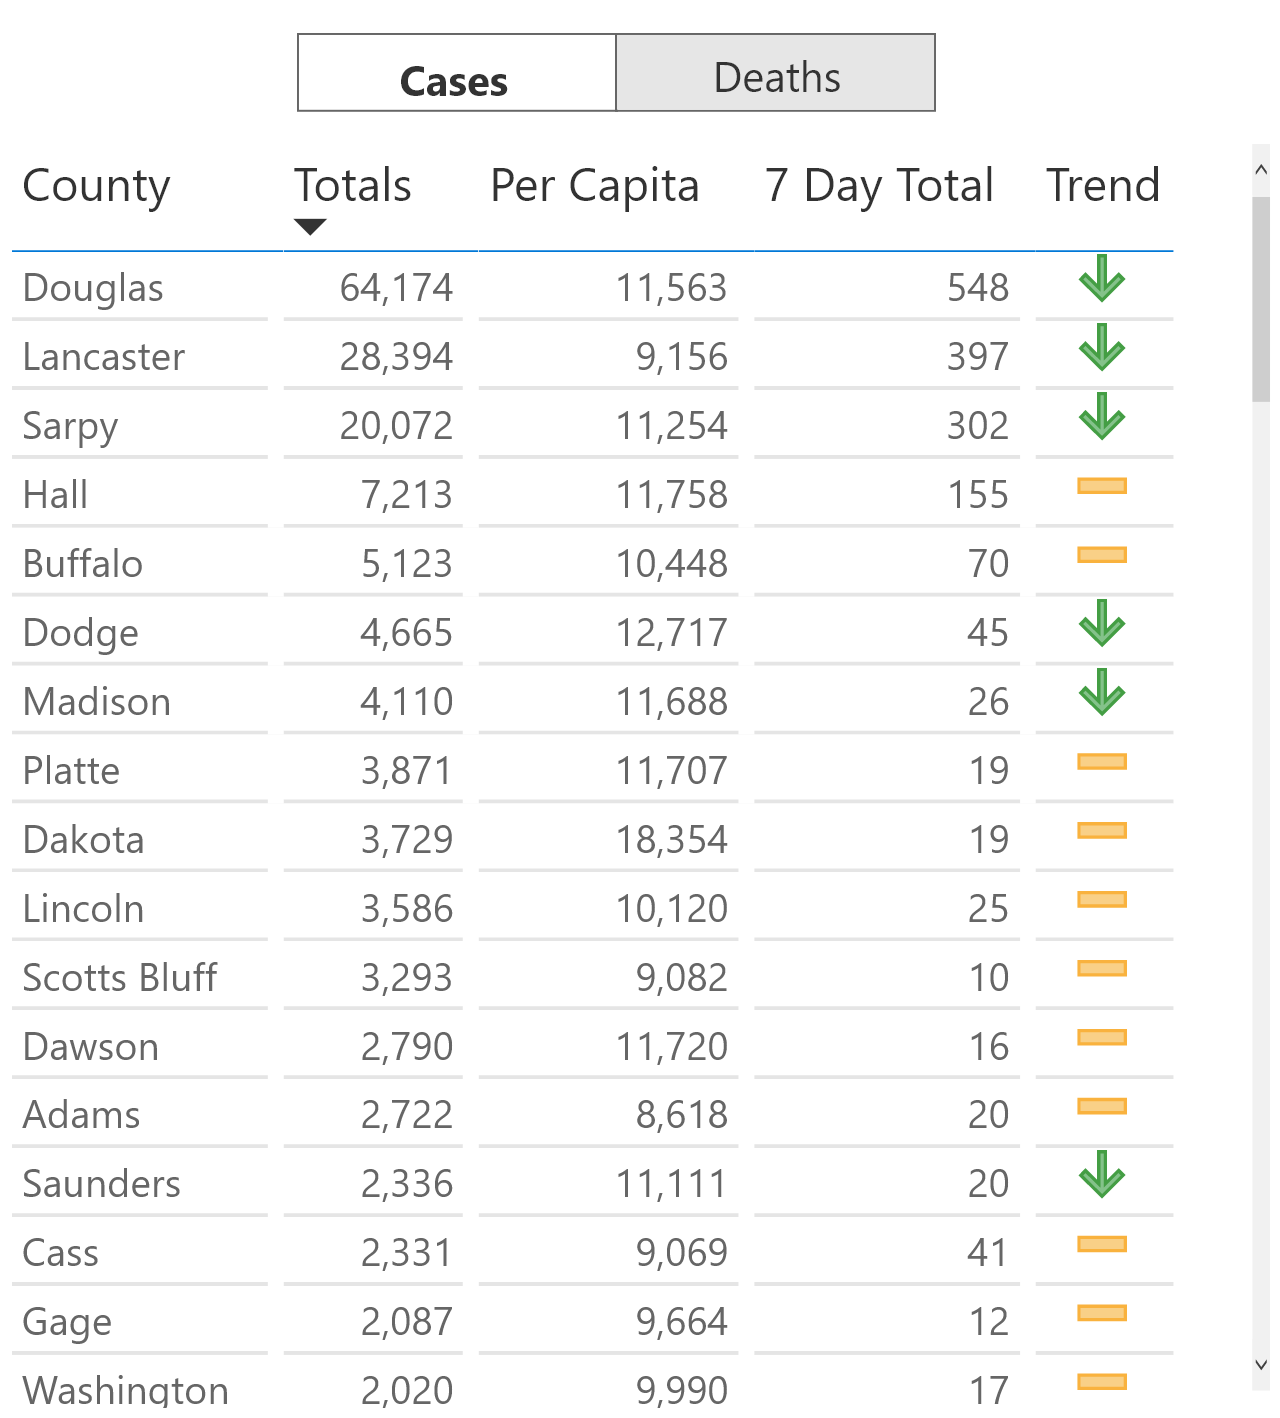 Cases Deaths
County Totals Per Capita 7 Day Total Trend
Douglas 64,174 11,563 548
Lancaster 28,394 9,156 397
Sarpy 20,072 11,254 302
Hall 7,213 11,758 155
Buffalo 5,123 10,448 70
Dodge 4,665 12,717 45
Madison 4,110 11,688 26
Platte 3,871 11,707 19
Dakota 3,729 18,354 19
Lincoln 3,586 10,120 25
Scotts Bluff 3,293 9,082 10
Dawson 2,790 11,720 16
Adams 2,722 8,618 20
Saunders 2,336 11,111 20
Cass 2,331 9,069 41
Gage 2,087 9,664 12
Washington 2,020 9,990 17